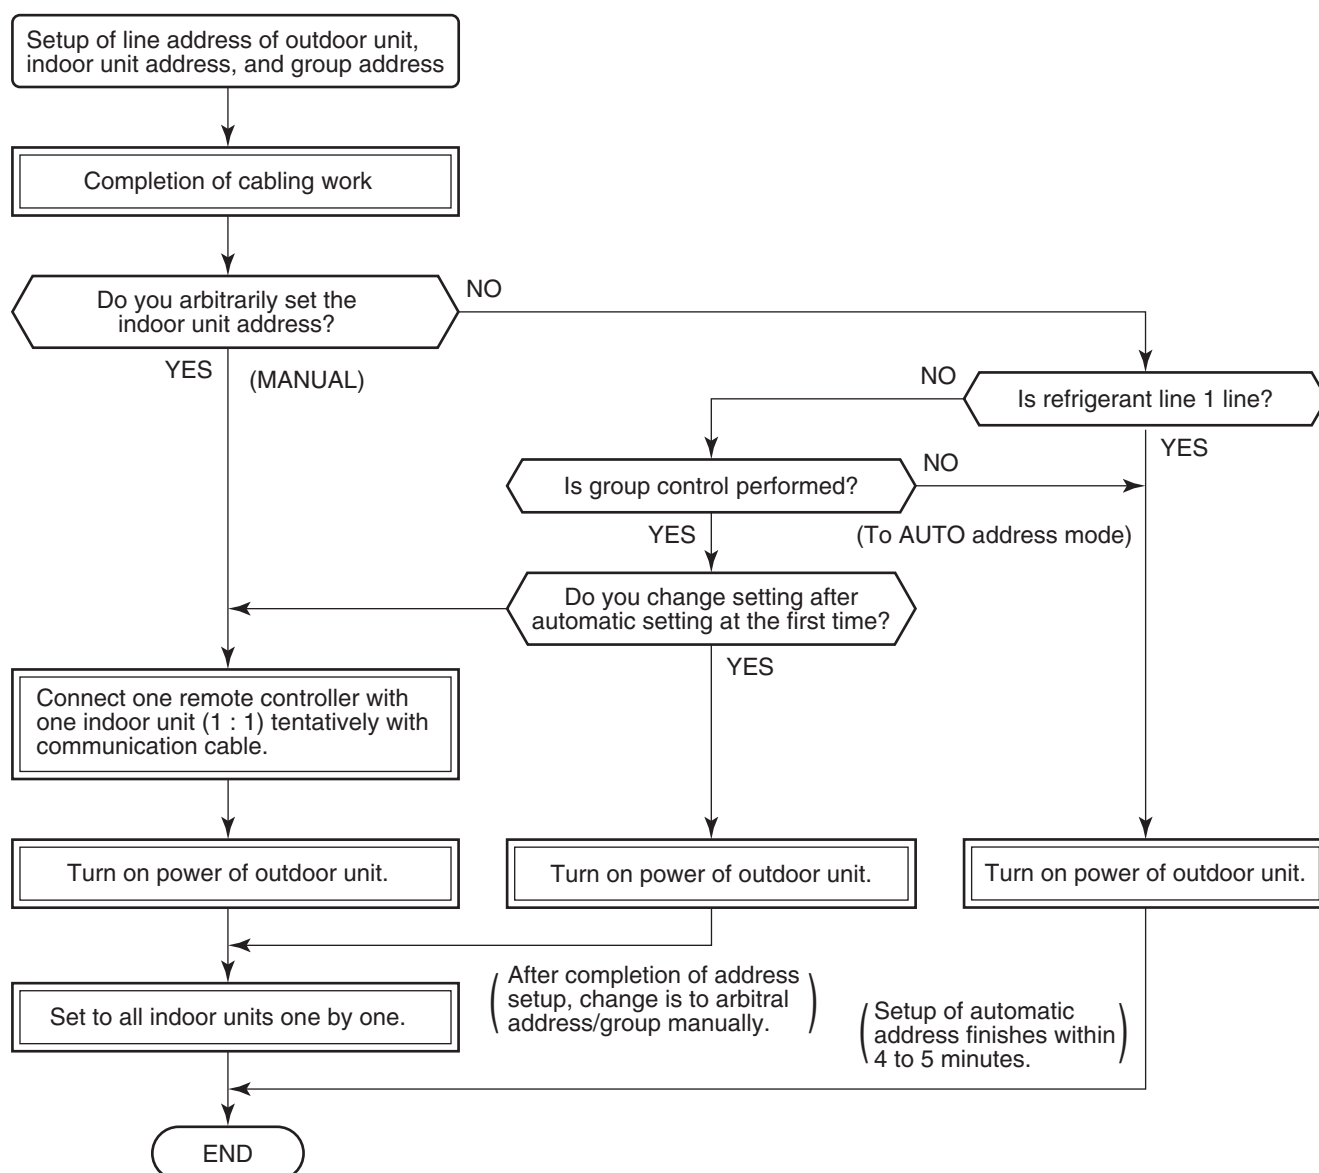 Setup of line address of outdoor unit,
indoor unit address, and group address
Completion of cabling work
Do you arbitrarily set the
indoor unit address?
NO
YES
(MANUAL)
NO
Is refrigerant line 1 line?
YES
Is group control performed?
NO
YES
(To AUTO address mode)
Do you change setting after
automatic setting at the first time?
YES
Connect one remote controller with
one indoor unit (1 : 1) tentatively with
communication cable.
Turn on power of outdoor unit.
Turn on power of outdoor unit.
Turn on power of outdoor unit.
(After completion of address
setup, change is to arbitral
address/group manually.)
Set to all indoor units one by one.
(Setup of automatic
address finishes within
4 to 5 minutes.)
END